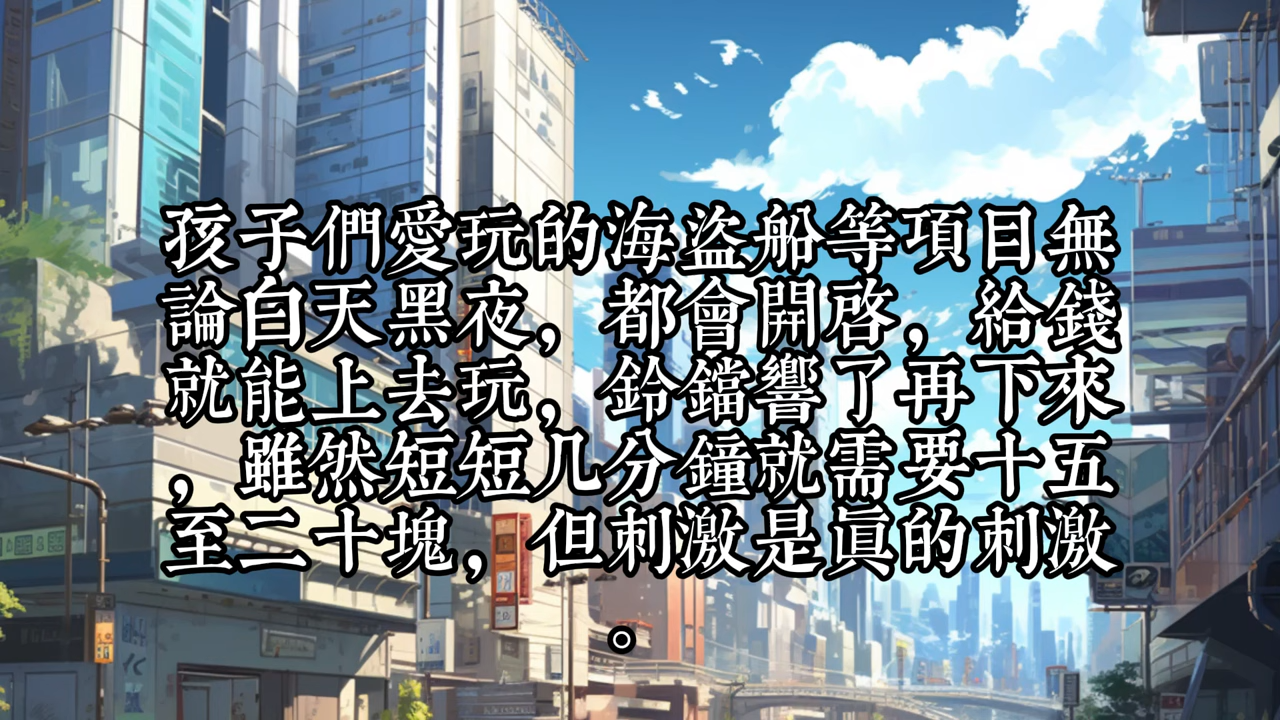 孩子們愛玩的海盜船等項目無
論白天黑夜，都會開啓，給錢
就能上去玩，鈴鐺響了再下來
，雖然短短几分鐘就需要十五
至二十塊，但刺激是眞的刺激
。